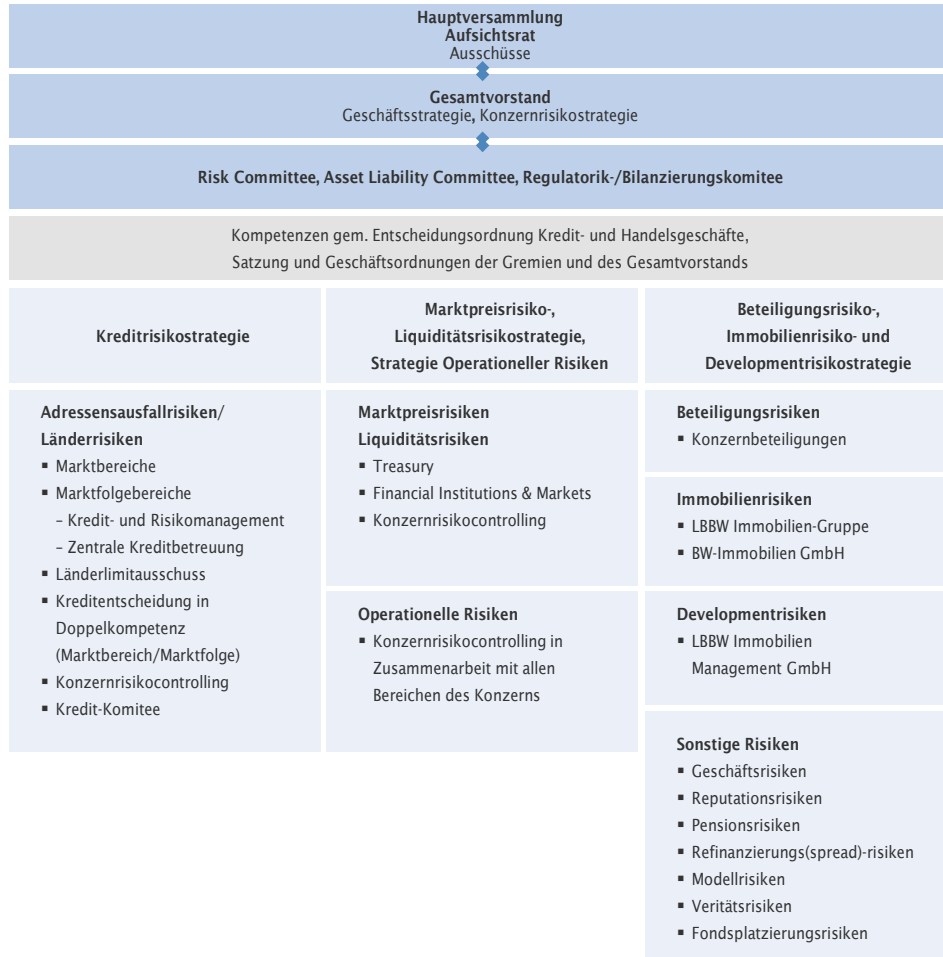 Hauptversammlung
Aufsichtsrat
Ausschüsse
Gesamtvorstand
Geschäftsstrategie, Konzernrisikostrategie
Risk Committee, Asset Liability Committee, Regulatorik-/Bilanzierungskomitee
Kompetenzen gem. Entscheidungsordnung Kredit- und Handelsgeschäfte,
Satzung und Geschäftsordnungen der Gremien und des Gesamtvorstands
Kreditrisikostrategie
Marktpreisrisiko-,
Liquiditätsrisikostrategie,
Strategie Operationeller Risiken
Beteiligungsrisiko-,
Immobilienrisiko- und
Developmentrisikostrategie
Adressensausfallrisiken/
Länderrisiken
▪ Marktbereiche
▪ Marktfolgebereiche
– Kredit- und Risikomanagement
– Zentrale Kreditbetreuung
▪ Länderlimitausschuss
▪ Kreditentscheidung in
Doppelkompetenz
(Marktbereich/Marktfolge)
▪ Konzernrisikocontrolling
▪ Kredit-Komitee
Marktpreisrisiken
Liquiditätsrisiken
▪ Treasury
▪ Financial Institutions & Markets
▪ Konzernrisikocontrolling
Operationelle Risiken
▪ Konzernrisikocontrolling in
Zusammenarbeit mit allen
Bereichen des Konzerns
Beteiligungsrisiken
▪ Konzernbeteiligungen
Immobilienrisiken
▪ LBBW Immobilien-Gruppe
▪ BW-Immobilien GmbH
Developmentrisiken
▪ LBBW Immobilien
Management GmbH
Sonstige Risiken
▪ Geschäftsrisiken
▪ Reputationsrisiken
▪ Pensionsrisiken
▪ Refinanzierungs(spread)-risiken
▪ Modellrisiken
▪ Veritätsrisiken
▪ Fondsplatzierungsrisiken